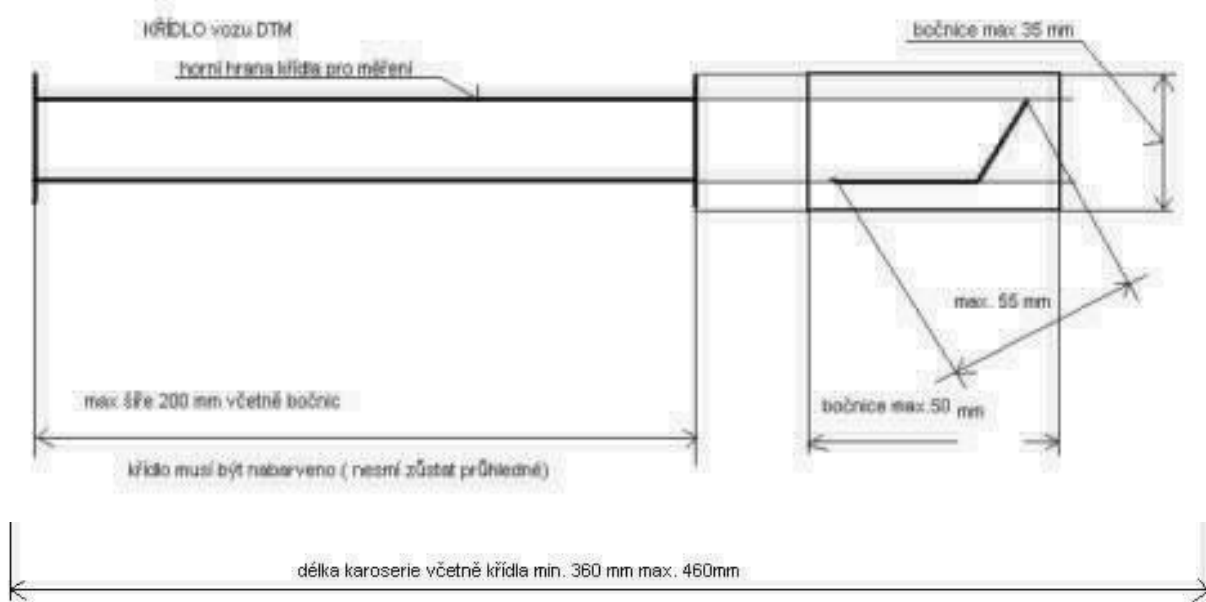 KŘÍDLO vozu DTM
bočnice max 35 mm
horní hrana křídla pro měření
max. 55 mm
max šíře 200 mm včetně bočnic
bočnice max.50 mm
křídlo musí být nabarveno ( nesmí zůstat průhledné)
délka karoserie včetně křídla min. 360 mm max. 460mm